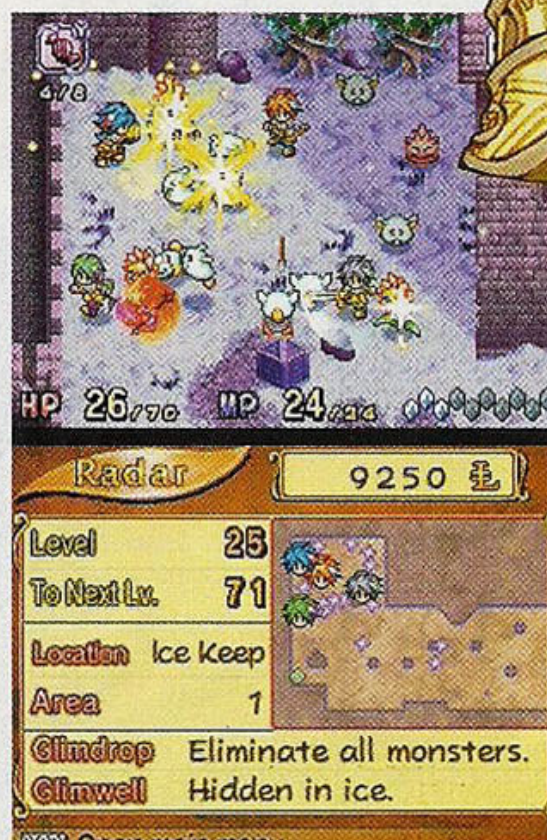 4/8
HP 26/70 MP 24/24
Radar
9250
Level 25
To Next Lv. 71
Location Ice Keep
Area 1
Glimdrop Eliminate all monsters.
Glimwell Hidden in ice.